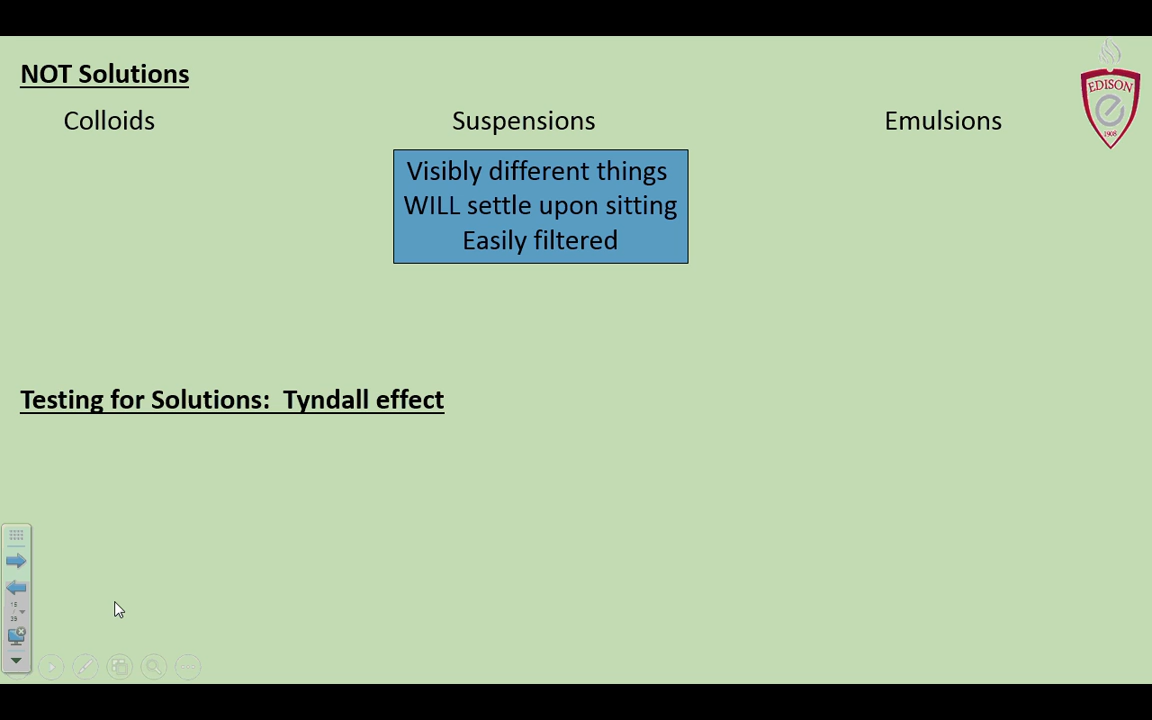 NOT Solutions
Colloids
Suspensions
Emulsions
EDISON
e
1908
Visibly different things
WILL settle upon sitting
Easily filtered
Testing for Solutions:  Tyndall effect